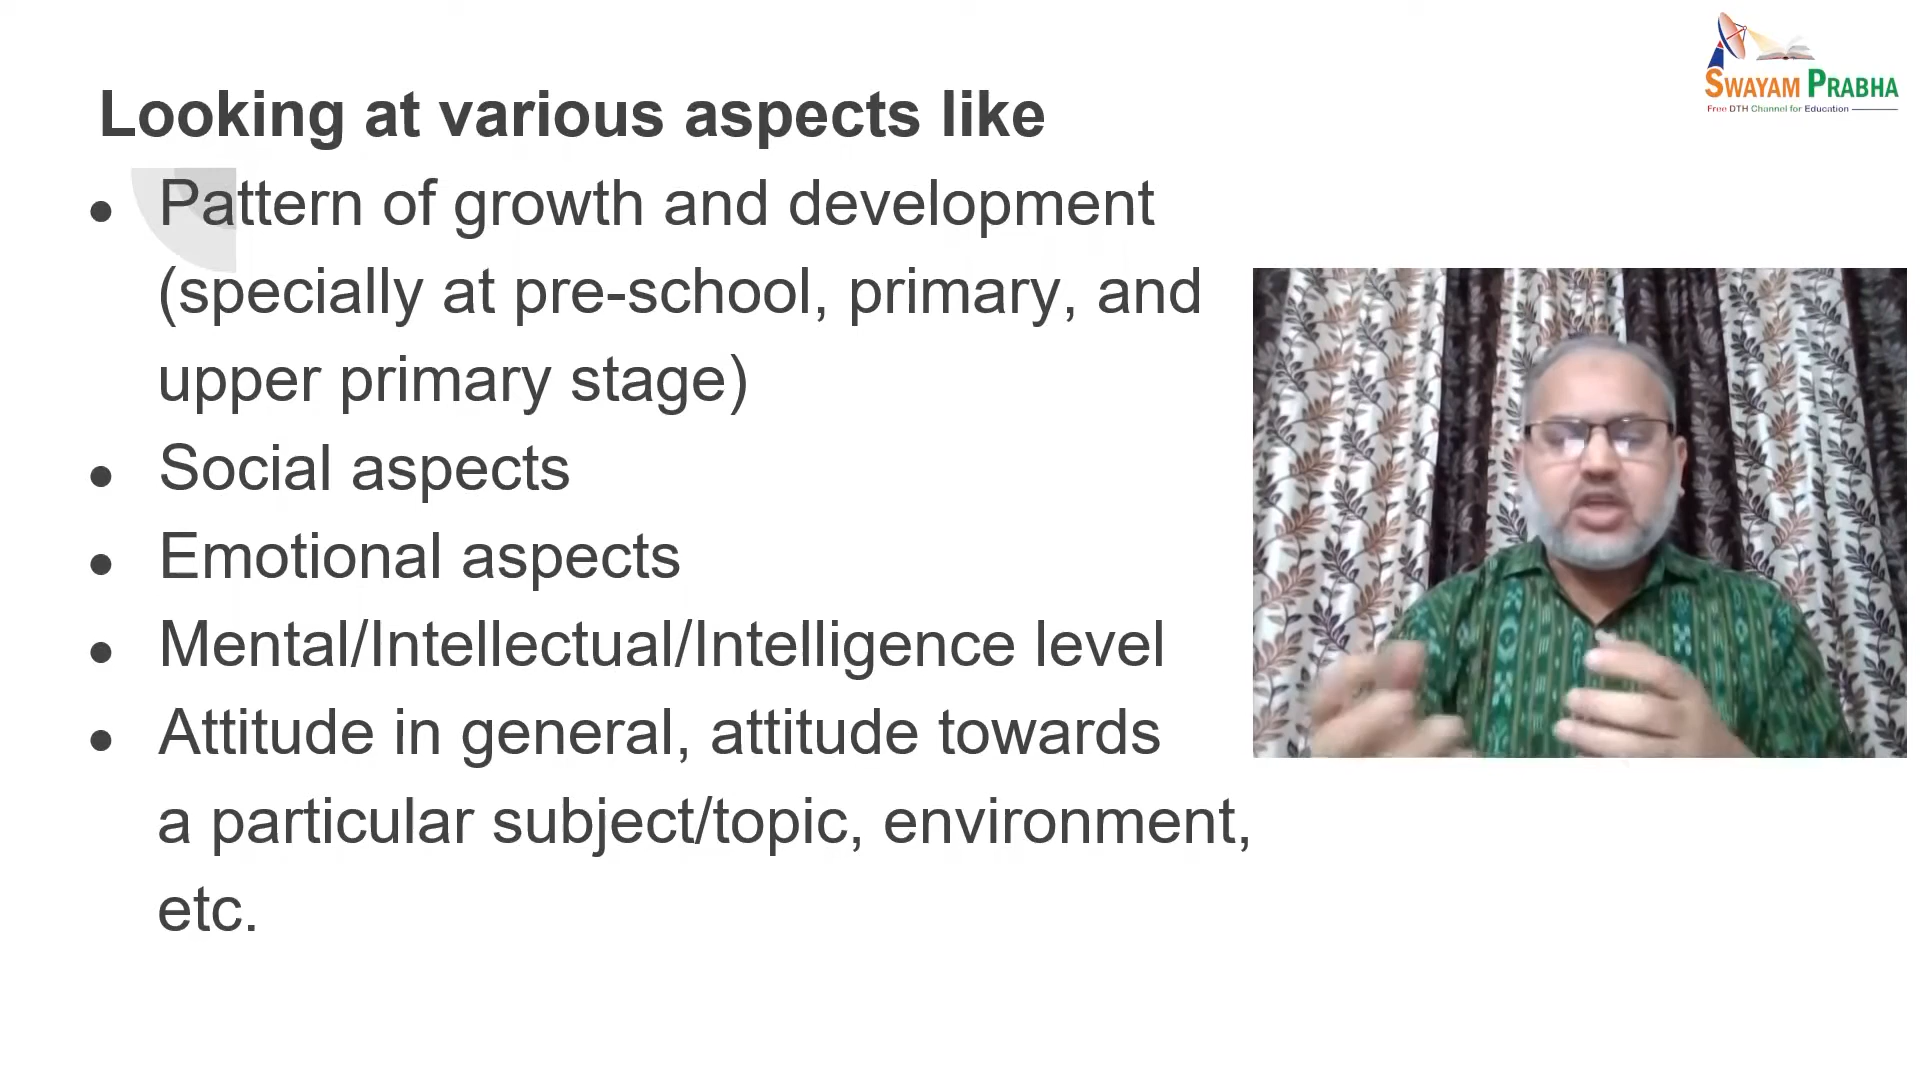 SWAYAM PRABHA
Free DTH Channel for Education
Looking at various aspects like
● Pattern of growth and development
(specially at pre-school, primary, and
upper primary stage)
● Social aspects
● Emotional aspects
● Mental/Intellectual/Intelligence level
● Attitude in general, attitude towards
a particular subject/topic, environment,
etc.